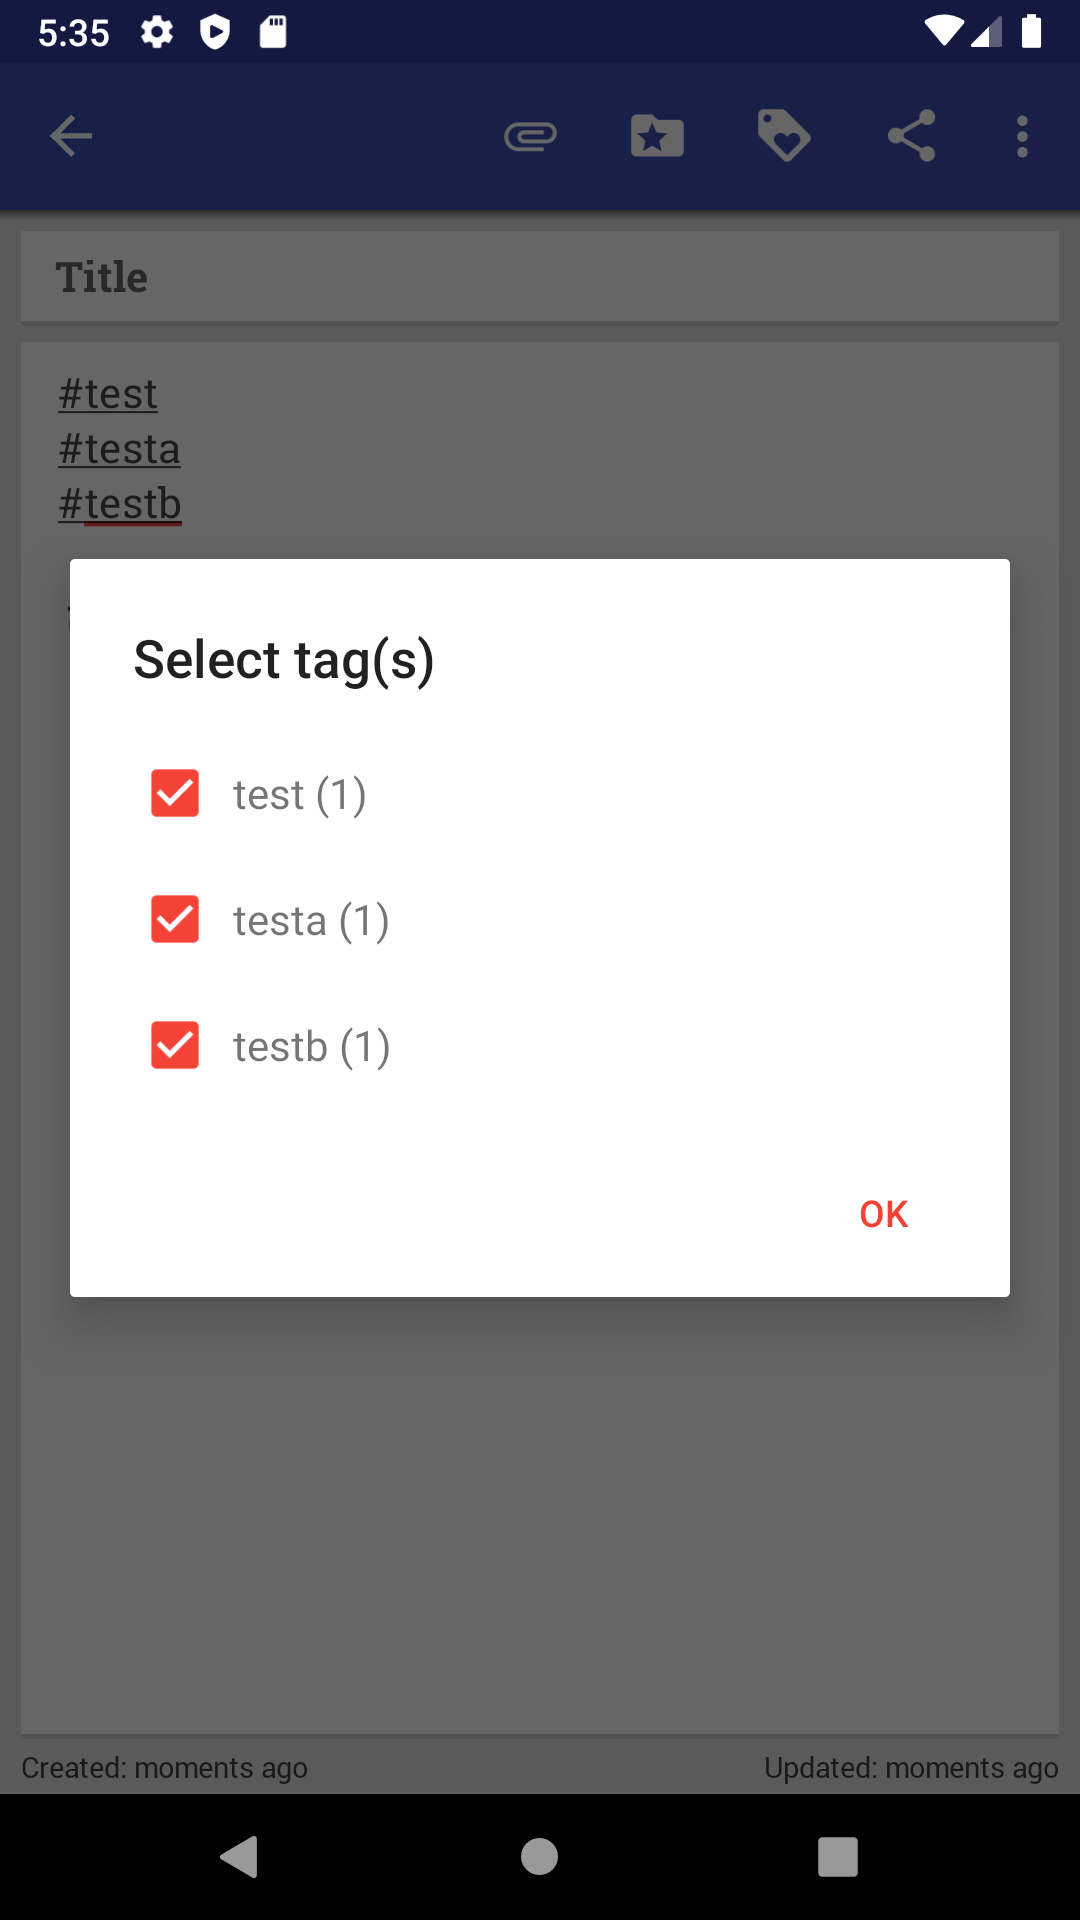 5:35
Title
#test
#testa
#testb
Select tag(s)
test (1)
testa (1)
testb (1)
OK
Created: moments ago
Updated: moments ago